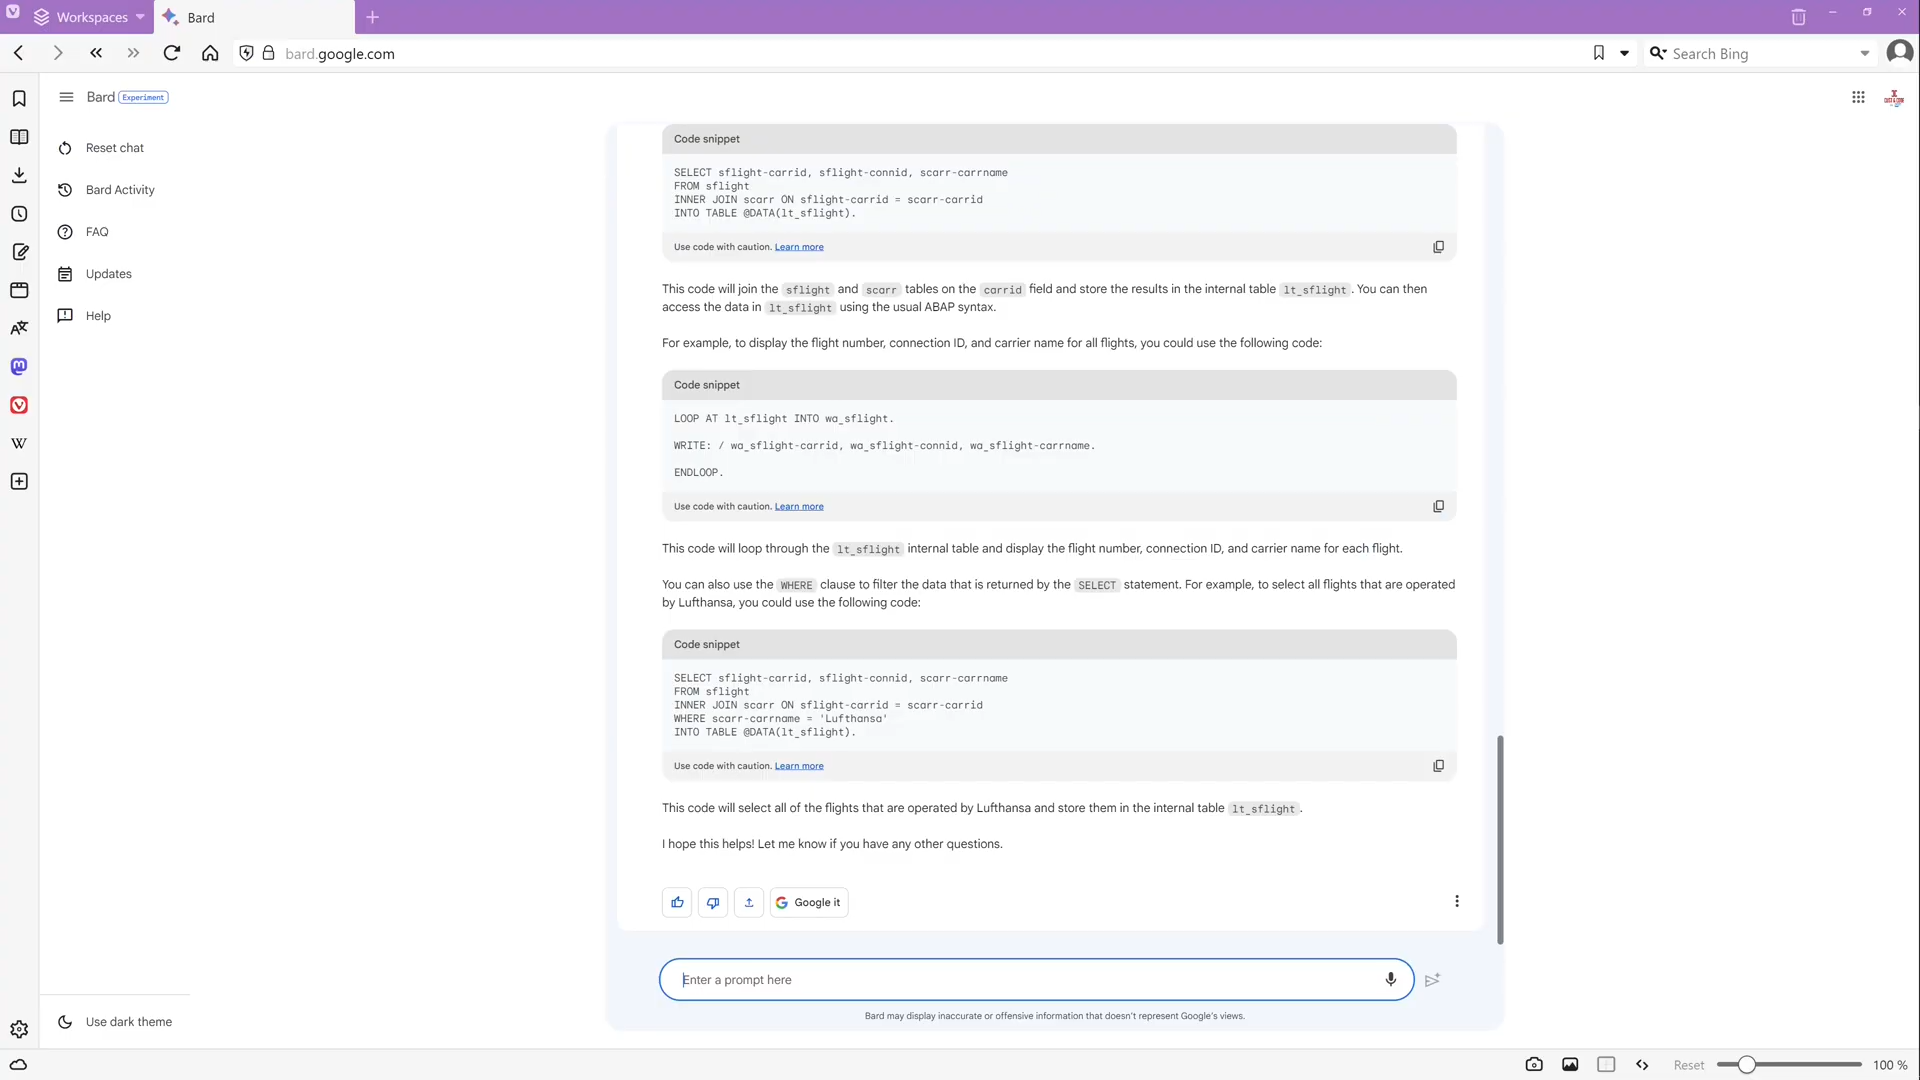 Workspaces
Bard
bard.google.com
Search Bing
Bard Experiment
Reset chat
Bard Activity
FAQ
Updates
Help
Code snippet
SELECT sflight-carrid, sflight-connid, scarr-carrname
FROM sflight
INNER JOIN scarr ON sflight-carrid = scarr-carrid
INTO TABLE @DATA(lt_sflight).
Use code with caution. Learn more
This code will join the sflight and scarr tables on the carrid field and store the results in the internal table lt_sflight. You can then
access the data in lt_sflight using the usual ABAP syntax.
For example, to display the flight number, connection ID, and carrier name for all flights, you could use the following code:
Code snippet
LOOP AT lt_sflight INTO wa_sflight.
WRITE: / wa_sflight-carrid, wa_sflight-connid, wa_sflight-carrname.
ENDLOOP.
Use code with caution. Learn more
This code will loop through the lt_sflight internal table and display the flight number, connection ID, and carrier name for each flight.
You can also use the WHERE clause to filter the data that is returned by the SELECT statement. For example, to select all flights that are operated
by Lufthansa, you could use the following code:
Code snippet
SELECT sflight-carrid, sflight-connid, scarr-carrname
FROM sflight
INNER JOIN scarr ON sflight-carrid = scarr-carrid
WHERE scarr-carrname = 'Lufthansa'
INTO TABLE @DATA(lt_sflight).
Use code with caution. Learn more
This code will select all of the flights that are operated by Lufthansa and store them in the internal table lt_sflight.
I hope this helps! Let me know if you have any other questions.
Google it
Enter a prompt here
Bard may display inaccurate or offensive information that doesn't represent Google's views.
Use dark theme
Reset
100 %